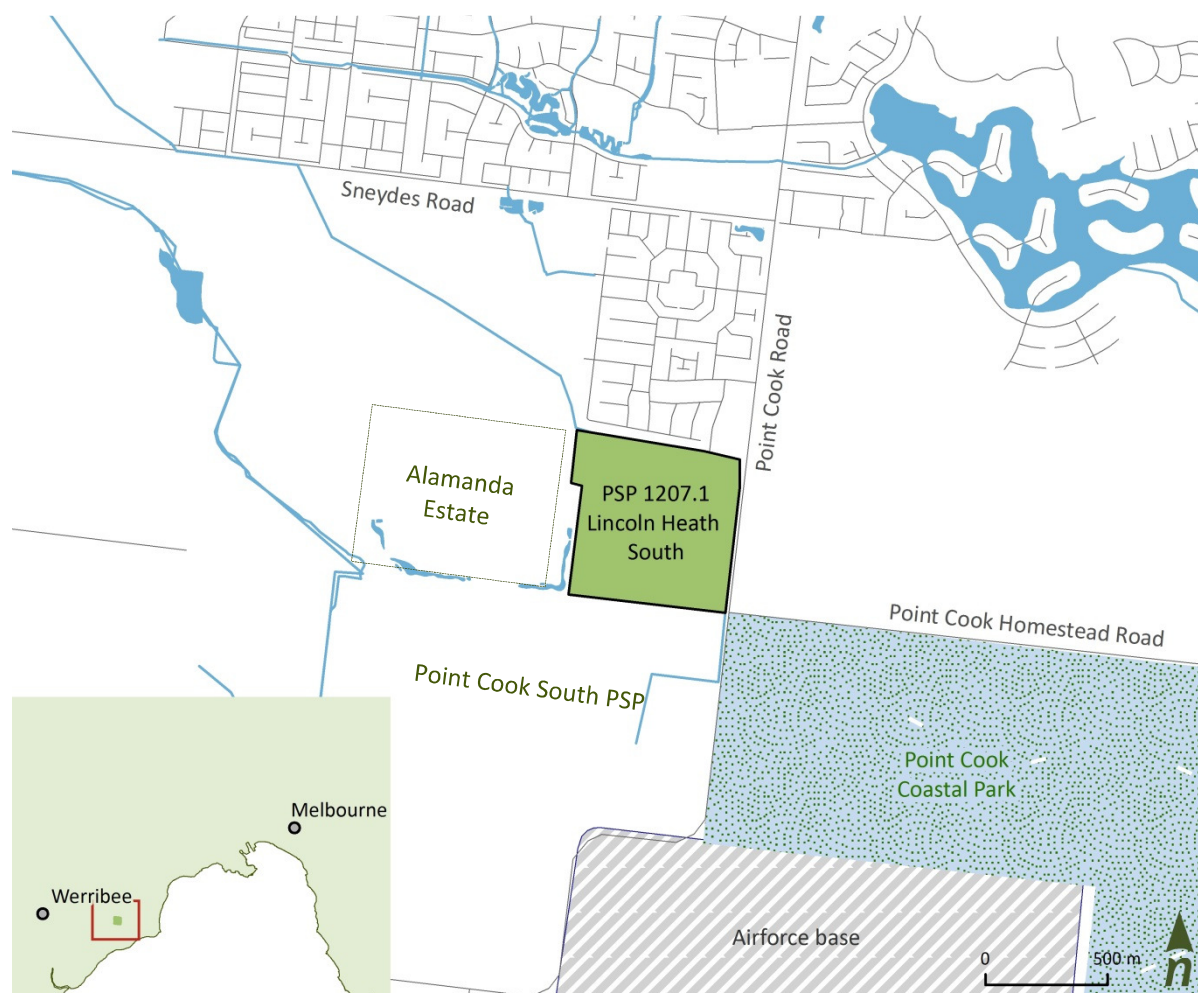 Sneydes Road
Point Cook Road
Alamanda
Estate
PSP 1207.1
Lincoln Heath
South
Point Cook Homestead Road
Point Cook South PSP
Point Cook
Coastal Park
Melbourne
Werribee
Airforce base
0
500 m
n